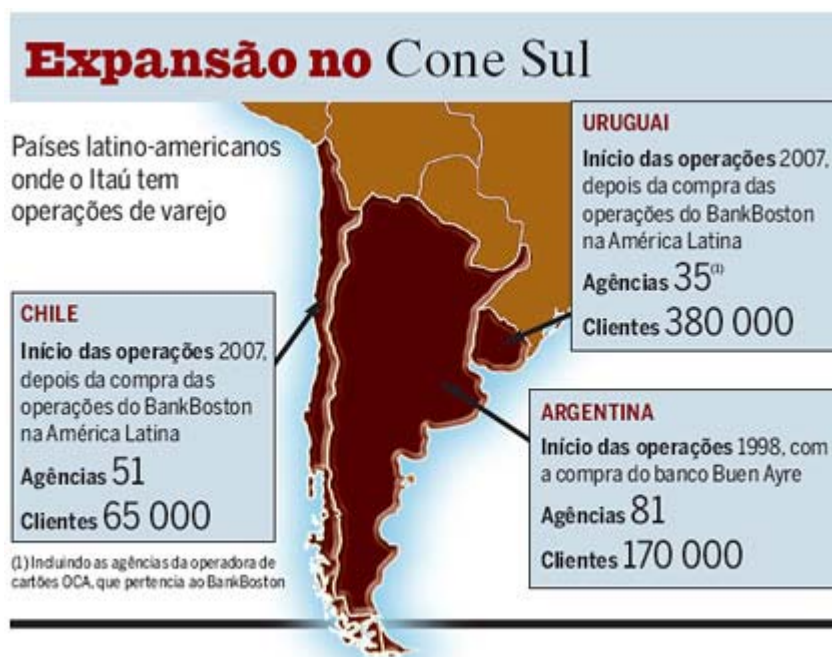 Expansão no Cone Sul
Países latino-americanos
onde o Itaú tem
operações de varejo
CHILE
Início das operações 2007,
depois da compra das
operações do BankBoston
na América Latina
Agências 51
Clientes 65 000
(1) Incluindo as agências da operadora de
cartões OCA, que pertencia ao BankBoston
URUGUAI
Início das operações 2007,
depois da compra das
operações do BankBoston
na América Latina
Agências 35(1)
Clientes 380 000
ARGENTINA
Início das operações 1998, com
a compra do banco Buen Ayre
Agências 81
Clientes 170 000